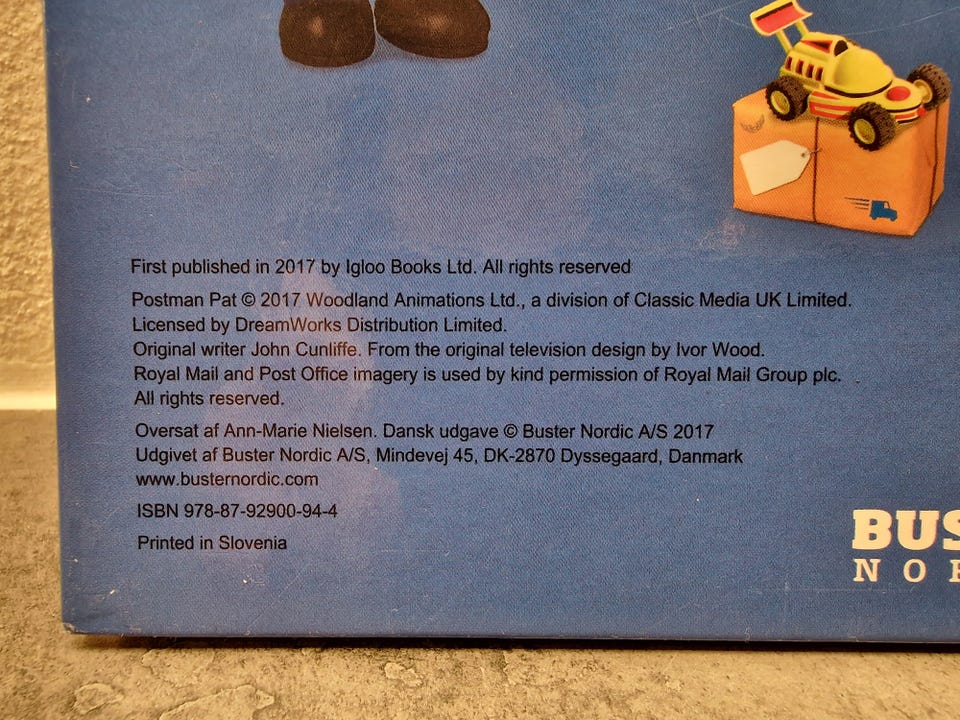 First published in 2017 by Igloo Books Ltd. All rights reserved
Postman Pat © 2017 Woodland Animations Ltd., a division of Classic Media UK Limited.
Licensed by DreamWorks Distribution Limited.
Original writer John Cunliffe. From the original television design by Ivor Wood.
Royal Mail and Post Office imagery is used by kind permission of Royal Mail Group plc.
All rights reserved.
Oversat af Ann-Marie Nielsen. Dansk udgave © Buster Nordic A/S 2017
Udgivet af Buster Nordic A/S, Mindevej 45, DK-2870 Dyssegaard, Danmark
www.busternordic.com
ISBN 978-87-92900-94-4
Printed in Slovenia
BUS
NO